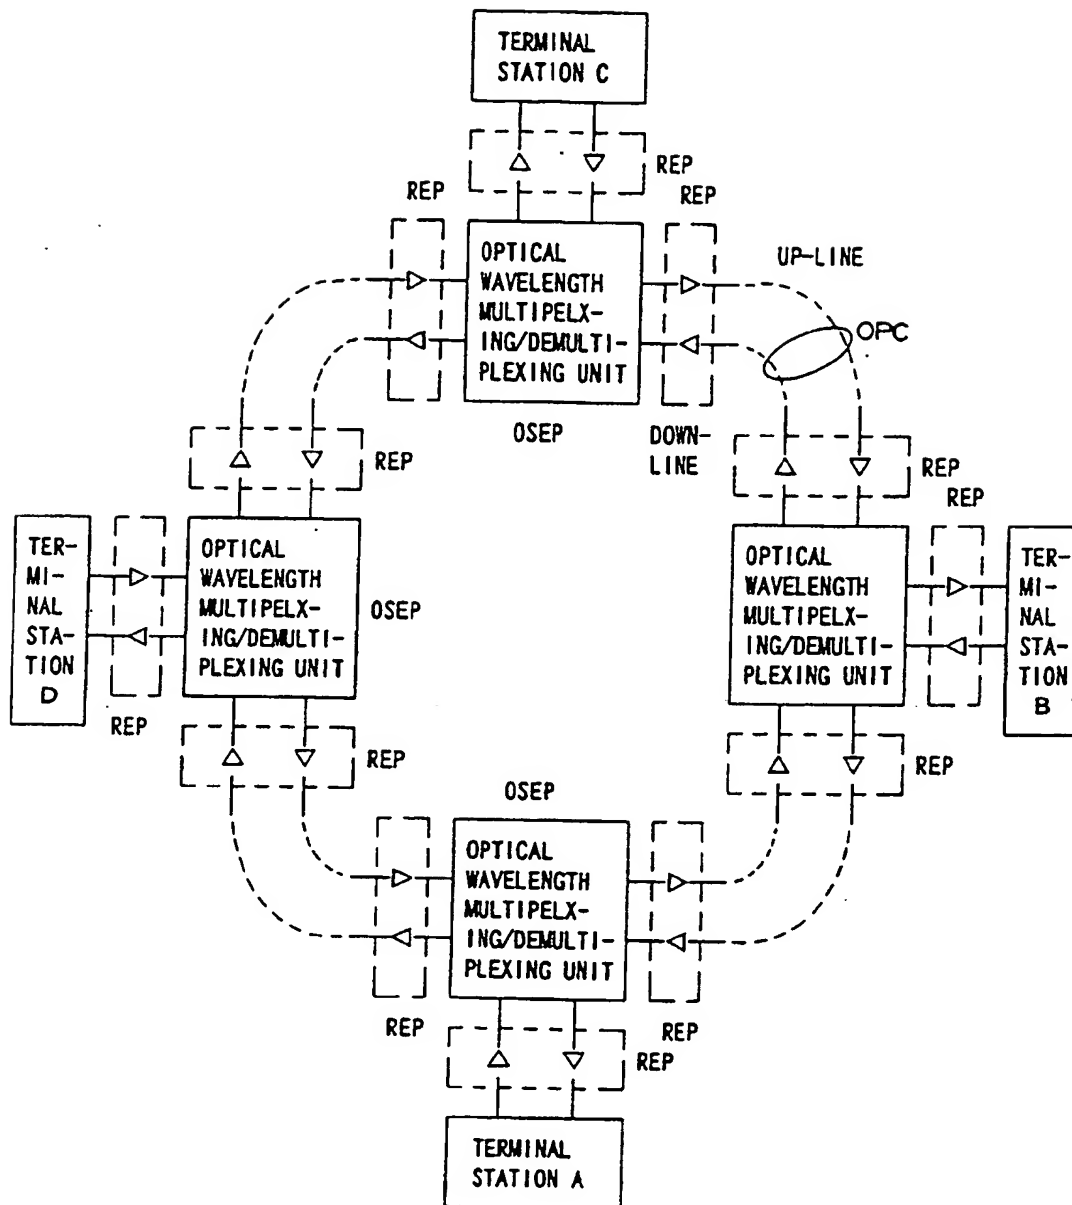 TERMINAL
STATION C
REP
REP
REP
OPTICAL
WAVELENGTH
MULTIPELX-
ING/DEMULTI-
PLEXING UNIT
UP-LINE
OPC
OSEP
DOWN-
LINE
REP
REP
REP
TER-
MI-
NAL
STA-
TION
D
OPTICAL
WAVELENGTH
MULTIPELX-
ING/DEMULTI-
PLEXING UNIT
OSEP
OPTICAL
WAVELENGTH
MULTIPELX-
ING/DEMULTI-
PLEXING UNIT
TER-
MI-
NAL
STA-
TION
B
REP
REP
REP
OSEP
OPTICAL
WAVELENGTH
MULTIPELX-
ING/DEMULTI-
PLEXING UNIT
REP
REP
REP
TERMINAL
STATION A